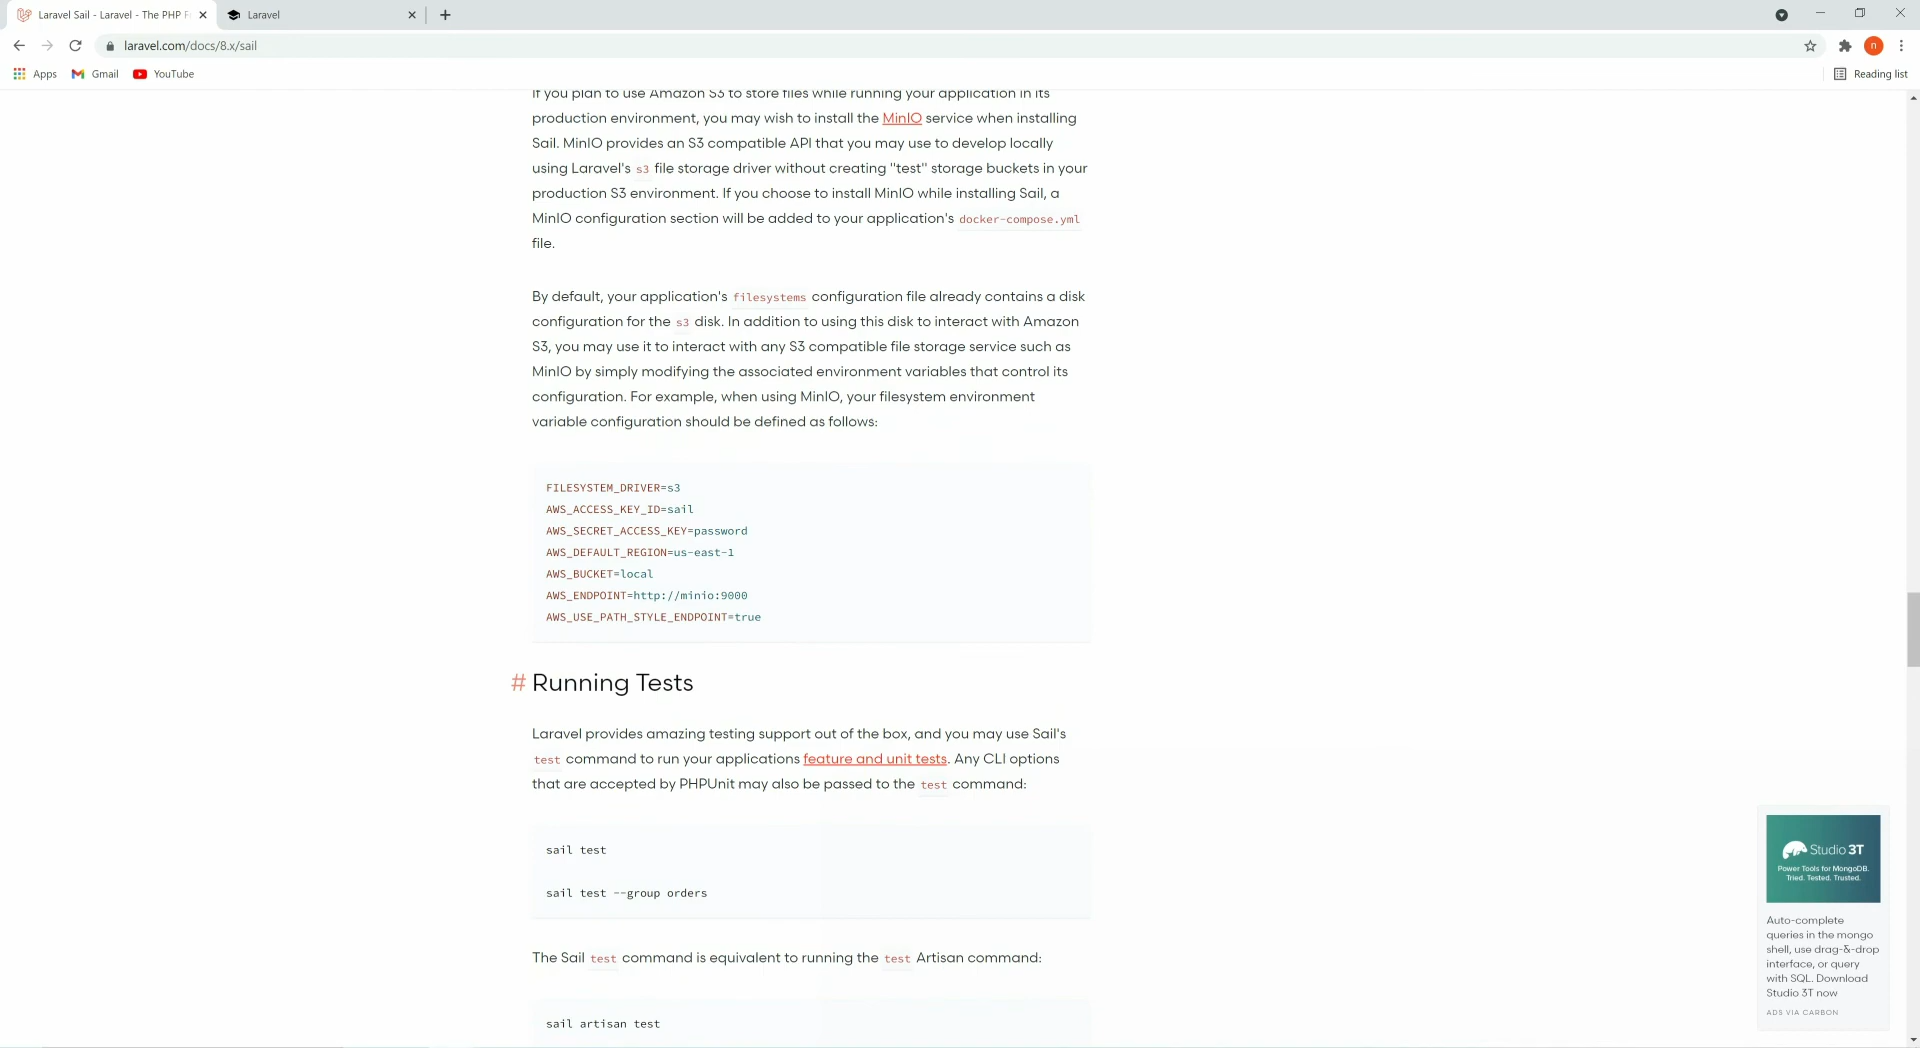 Laravel Sail - Laravel - The PHP F
Laravel
laravel.com/docs/8.x/sail
n
Apps
Gmail
YouTube
Reading list
If you plan to use Amazon S3 to store files while running your application in its
production environment, you may wish to install the MinIO service when installing
Sail. MinIO provides an S3 compatible API that you may use to develop locally
using Laravel's s3 file storage driver without creating "test" storage buckets in your
production S3 environment. If you choose to install MinIO while installing Sail, a
MinIO configuration section will be added to your application's docker-compose.yml
file.
By default, your application's filesystems configuration file already contains a disk
configuration for the s3 disk. In addition to using this disk to interact with Amazon
S3, you may use it to interact with any S3 compatible file storage service such as
MinIO by simply modifying the associated environment variables that control its
configuration. For example, when using MinIO, your filesystem environment
variable configuration should be defined as follows:
FILESYSTEM_DRIVER=s3
AWS_ACCESS_KEY_ID=sail
AWS_SECRET_ACCESS_KEY=password
AWS_DEFAULT_REGION=us-east-1
AWS_BUCKET=local
AWS_ENDPOINT=http://minio:9000
AWS_USE_PATH_STYLE_ENDPOINT=true
# Running Tests
Laravel provides amazing testing support out of the box, and you may use Sail's
test command to run your applications feature and unit tests. Any CLI options
that are accepted by PHPUnit may also be passed to the test command:
sail test
sail test --group orders
The Sail test command is equivalent to running the test Artisan command:
sail artisan test
Studio 3T
Power Tools for MongoDB.
Tried. Tested. Trusted.
Auto-complete
queries in the mongo
shell, use drag-&-drop
interface, or query
with SQL. Download
Studio 3T now
ADS VIA CARBON